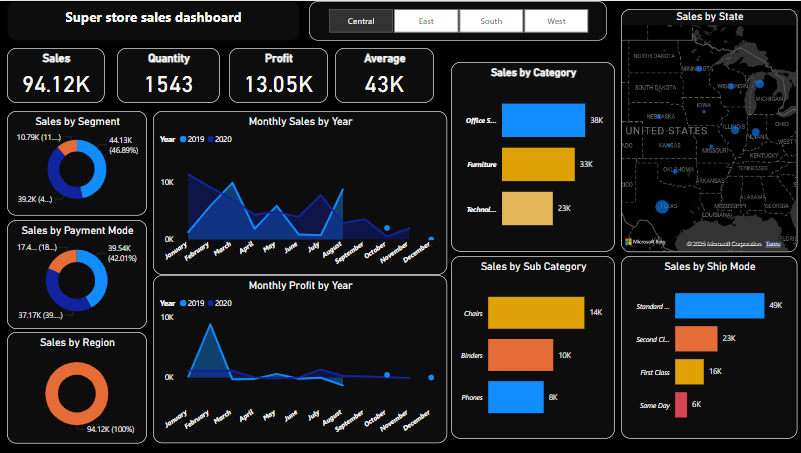 Super store sales dashboard
Central
East
South
West
Sales
94.12K
Quantity
1543
Profit
13.05K
Average
43K
Sales by Segment
10.79K (11...)
44.13K
(46.89%)
39.2K (4...)
Sales by Payment Mode
17.4... (18...)
39.54K
(42.01%)
37.17K (39...)
Sales by Region
94.12K (100%)
Monthly Sales by Year
Year 2019 2020
10K
0K
January
February
March
April
May
June
July
August
September
October
November
December
Monthly Profit by Year
Year 2019 2020
10K
0K
January
February
March
April
May
June
July
August
September
October
November
December
Sales by Category
Office S...
38K
Furniture
33K
Technol...
23K
Sales by Sub Category
Chairs
14K
Binders
10K
Phones
8K
Sales by State
NORTH DAKOTA
MINNESOTA
SOUTH DAKOTA
WISCONSIN
MICHIGAN
IOWA
NEBRASKA
ILLINOIS
INDIANA
OHIO
UNITED STATES
KANSAS
MISSOURI
KENTUCKY
TENNESSEE
OKLAHOMA
ARKANSAS
MISSISSIPPI
ALABAMA
GEORGIA
TEXAS
LOUISIANA
Microsoft Bing
© 2025 Microsoft Corporation Terms
Sales by Ship Mode
Standard ...
49K
Second Cl...
23K
First Class
16K
Same Day
6K